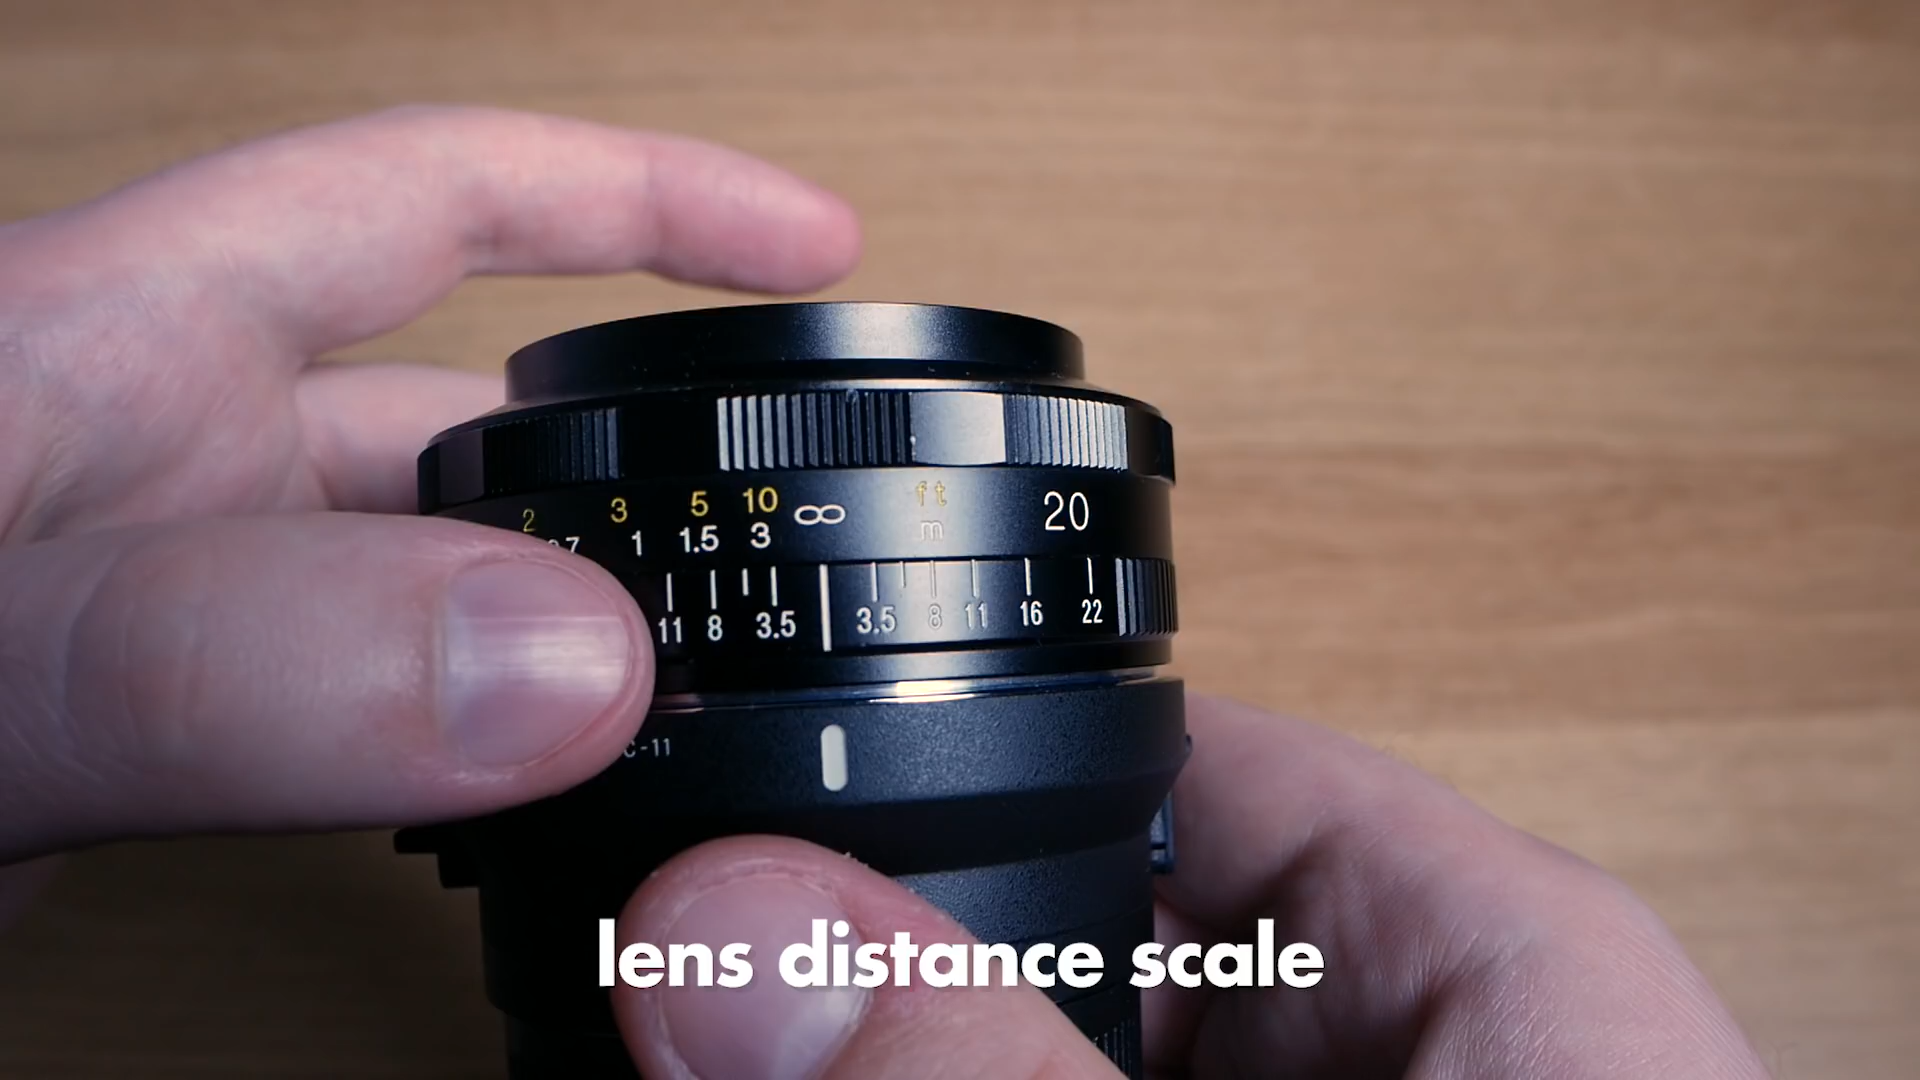 2 3 5 10 ∞ ft 20
1 1.5 3 m
11 8 3.5 3.5 8 11 16 22
C-11
lens distance scale